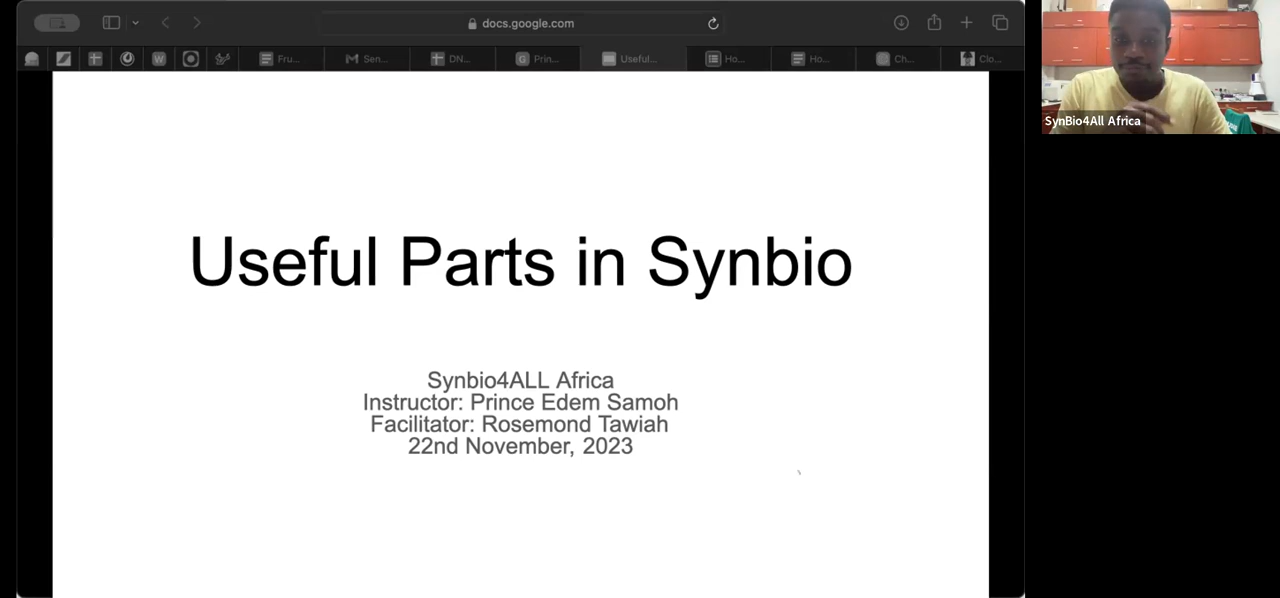 docs.google.com
Fru...
Sen...
DN...
Prin...
Useful...
Ho...
Ho...
Ch...
Clo...
SynBio4All Africa
Useful Parts in Synbio
Synbio4ALL Africa
Instructor: Prince Edem Samoh
Facilitator: Rosemond Tawiah
22nd November, 2023